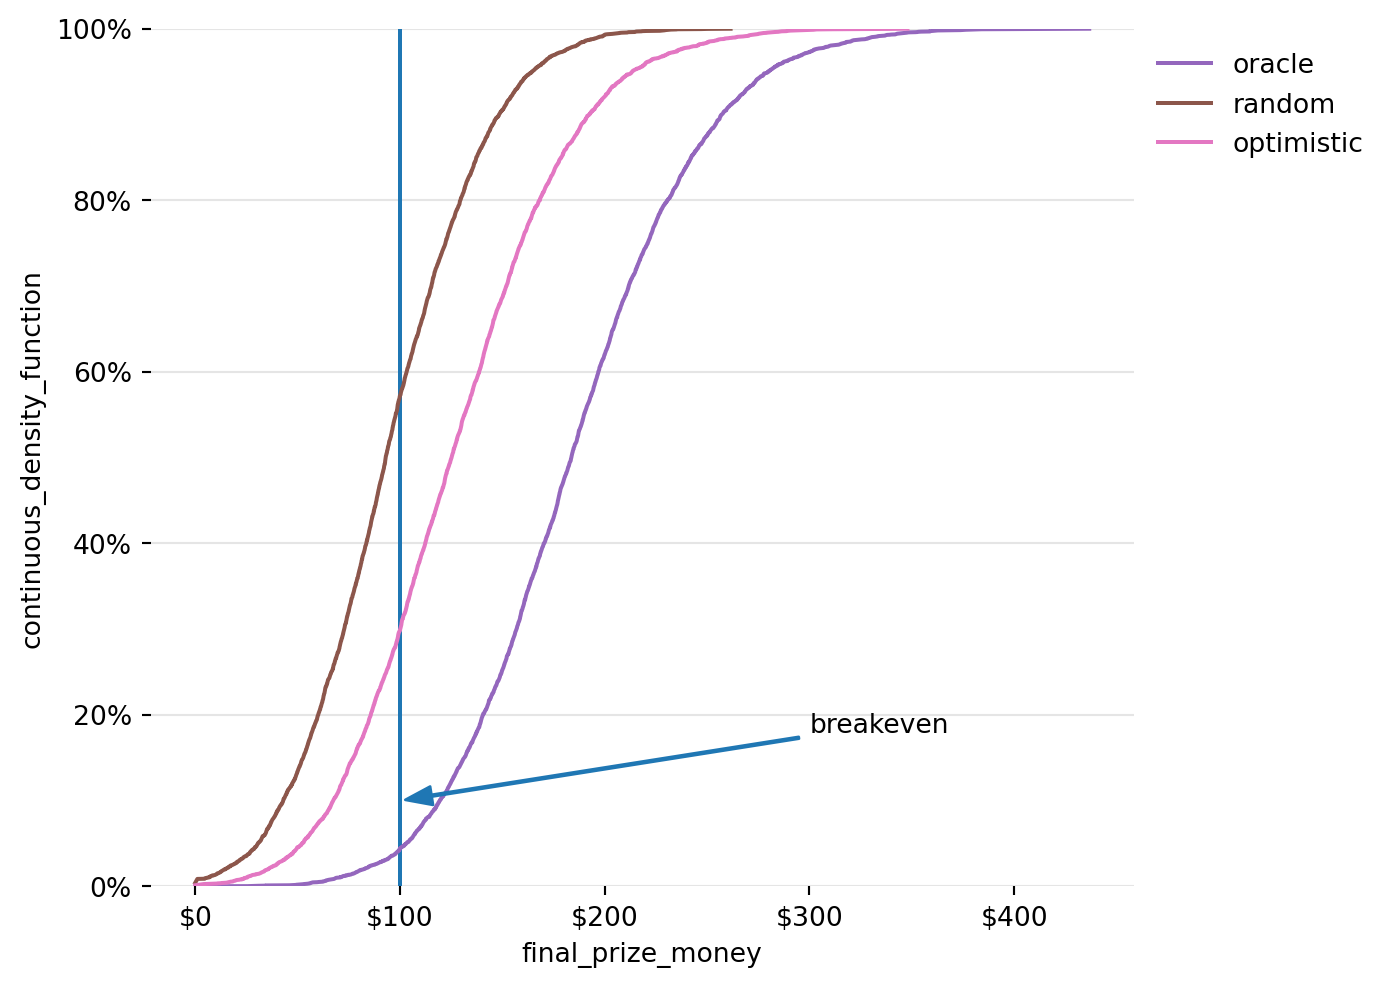 100%
80%
60%
40%
20%
0%
continuous_density_function
$0
$100
$200
$300
$400
final_prize_money
breakeven
oracle
random
optimistic